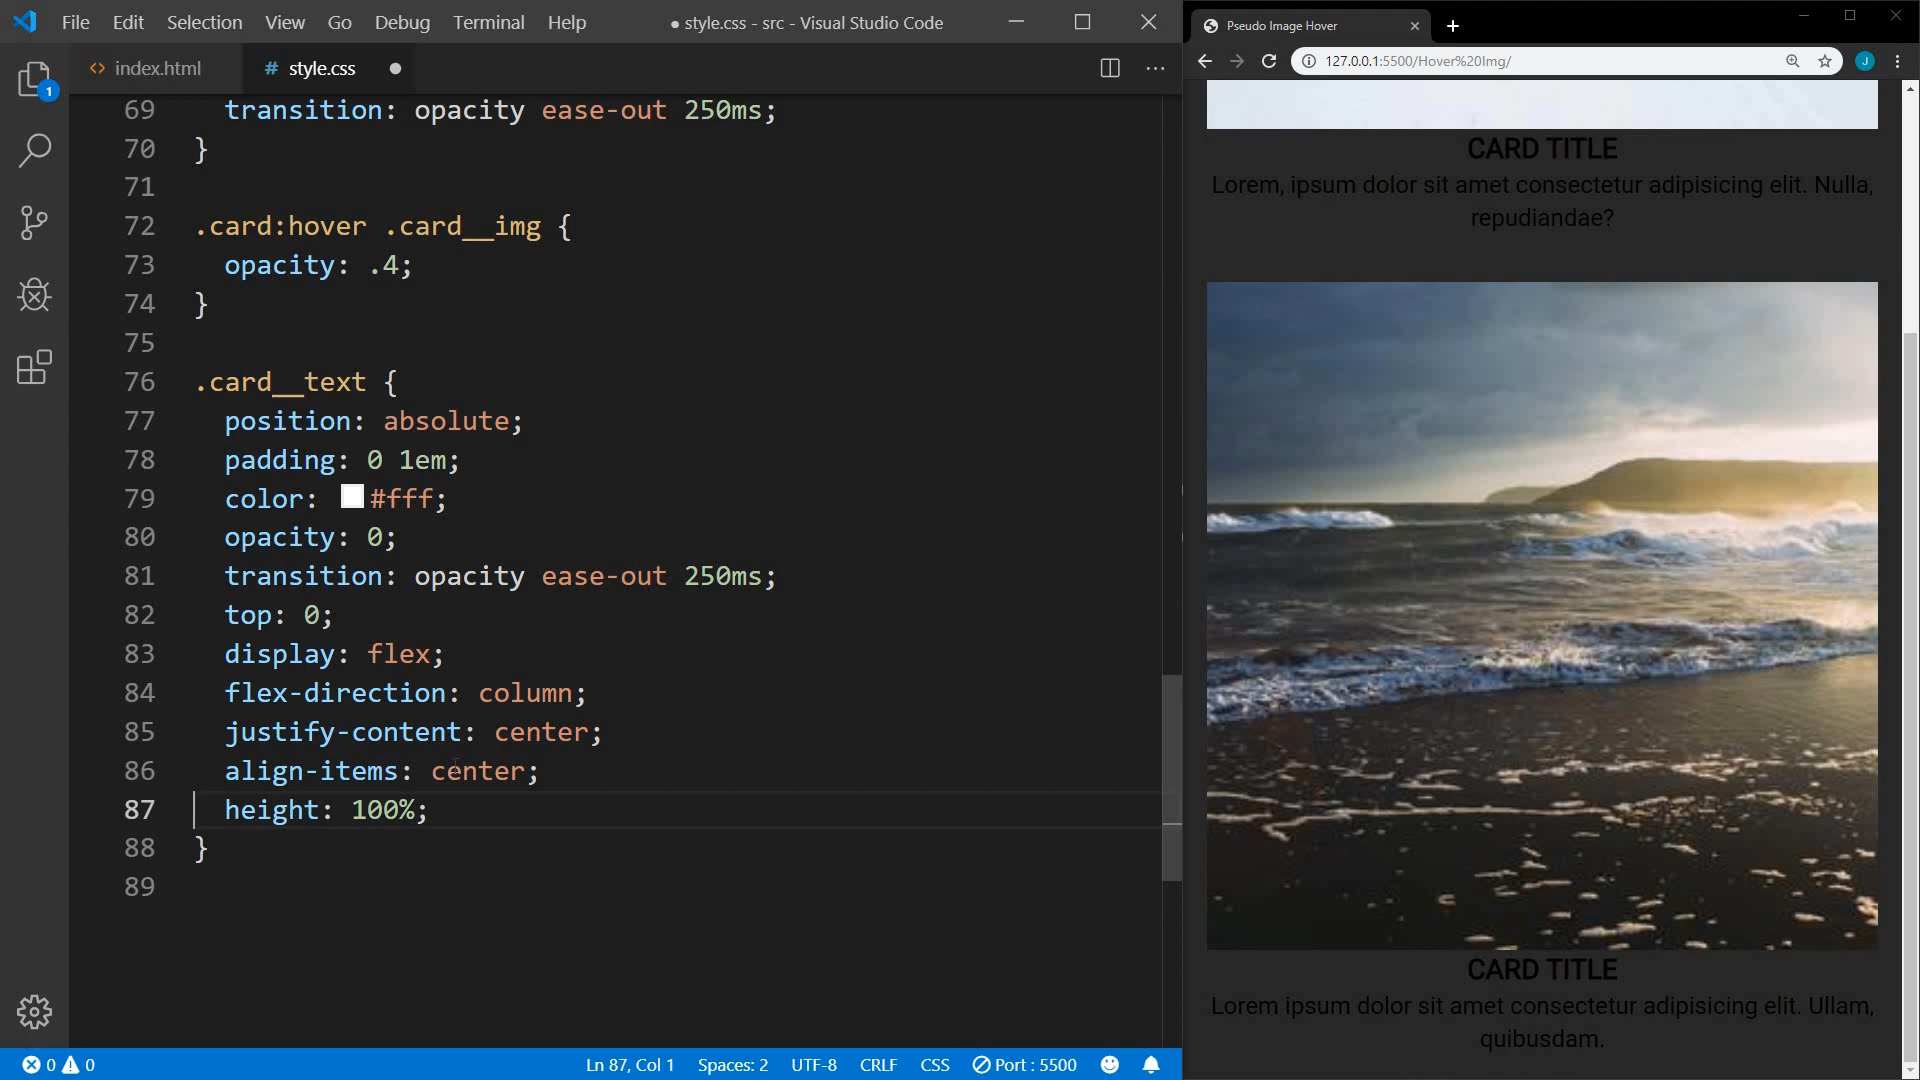 File Edit Selection View Go Debug Terminal Help
● style.css - src - Visual Studio Code
<> index.html
# style.css ●
1
69 transition: opacity ease-out 250ms;
70 }
71
72 .card:hover .card__img {
73 opacity: .4;
74 }
75
76 .card__text {
77 position: absolute;
78 padding: 0 1em;
79 color: #fff;
80 opacity: 0;
81 transition: opacity ease-out 250ms;
82 top: 0;
83 display: flex;
84 flex-direction: column;
85 justify-content: center;
86 align-items: center;
87 height: 100%;
88 }
89
0 0
Ln 87, Col 1 Spaces: 2 UTF-8 CRLF CSS Port : 5500
Pseudo Image Hover
127.0.0.1:5500/Hover%20Img/
J
CARD TITLE
Lorem, ipsum dolor sit amet consectetur adipisicing elit. Nulla,
repudiandae?
CARD TITLE
Lorem ipsum dolor sit amet consectetur adipisicing elit. Ullam,
quibusdam.